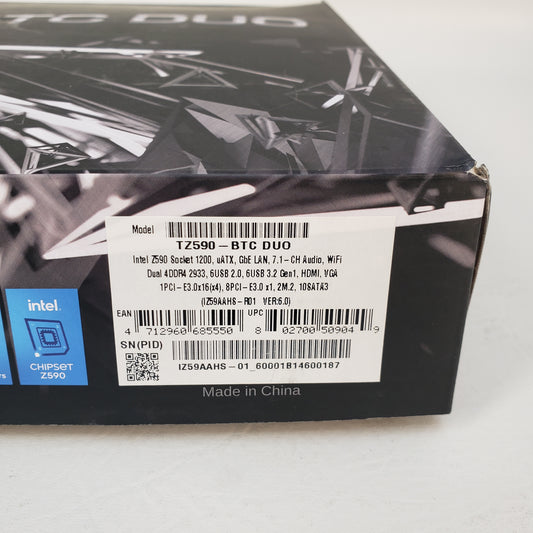 TC DUO
Model
TZ590-BTC DUO
Intel Z590 Socket 1200, uATX, GbE LAN, 7.1-CH Audio, WiFi
Dual 4DDR4 2933, 6USB 2.0, 6USB 3.2 Gen1, HDMI, VGA
1PCI-E3.0x16(x4), 8PCI-E3.0 x1, 2M.2, 10SATA3
(IZ59AAHS-R01 VER:6.0)
EAN
4 712960 685550
UPC
8 02700 50904 9
SN(PID)
IZ59AAHS-01_60001B14600187
Made in China
intel.
CHIPSET
Z590